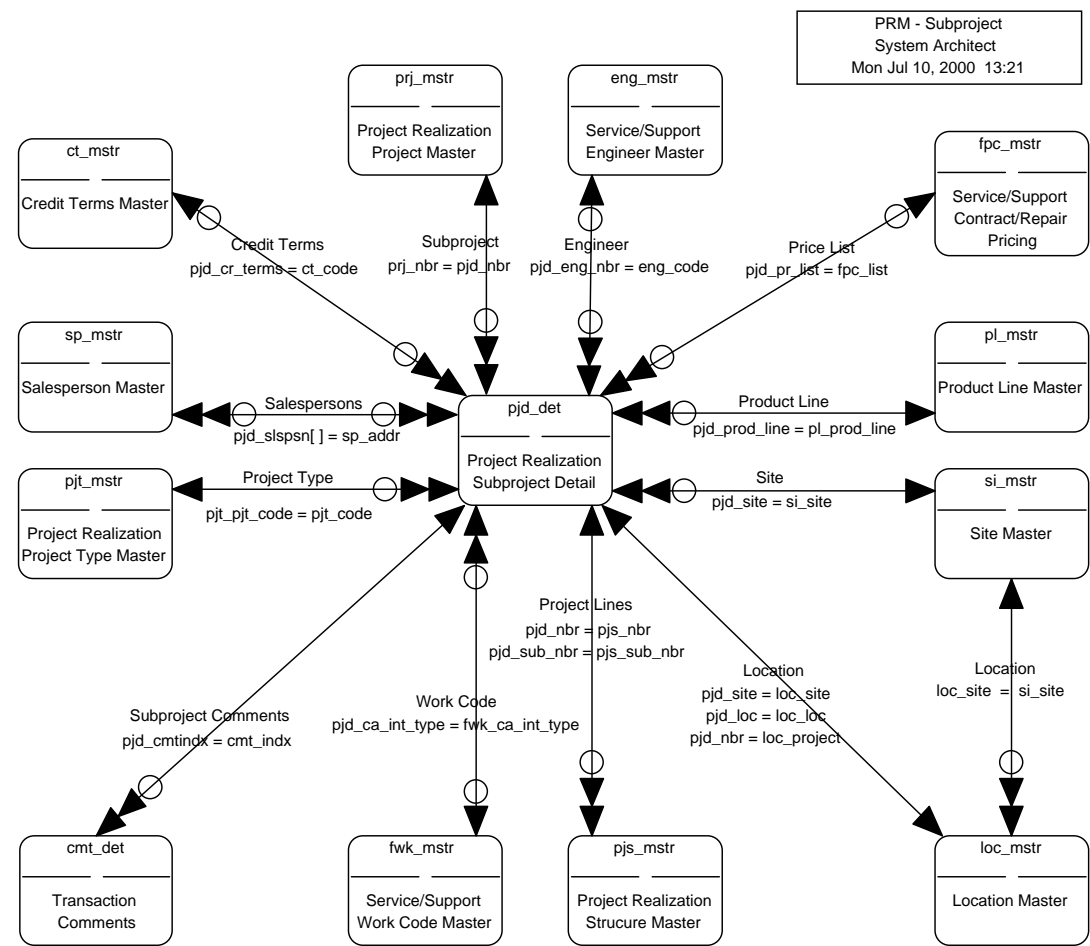 PRM - Subproject
System Architect
Mon Jul 10, 2000 13:21
prj_mstr
Project Realization
Project Master
eng_mstr
Service/Support
Engineer Master
ct_mstr
Credit Terms Master
fpc_mstr
Service/Support
Contract/Repair
Pricing
Credit Terms
pjd_cr_terms = ct_code
Subproject
prj_nbr = pjd_nbr
Engineer
pjd_eng_nbr = eng_code
Price List
pjd_pr_list = fpc_list
sp_mstr
Salesperson Master
pl_mstr
Product Line Master
Salespersons
pjd_slspsn[ ] = sp_addr
pjd_det
Project Realization
Subproject Detail
Product Line
pjd_prod_line = pl_prod_line
pjt_mstr
Project Realization
Project Type Master
Project Type
pjt_pjt_code = pjt_code
Site
pjd_site = si_site
si_mstr
Site Master
Project Lines
pjd_nbr = pjs_nbr
pjd_sub_nbr = pjs_sub_nbr
Location
pjd_site = loc_site
pjd_loc = loc_loc
pjd_nbr = loc_project
Location
loc_site = si_site
Subproject Comments
pjd_cmtindx = cmt_indx
Work Code
pjd_ca_int_type = fwk_ca_int_type
cmt_det
Transaction
Comments
fwk_mstr
Service/Support
Work Code Master
pjs_mstr
Project Realization
Strucure Master
loc_mstr
Location Master